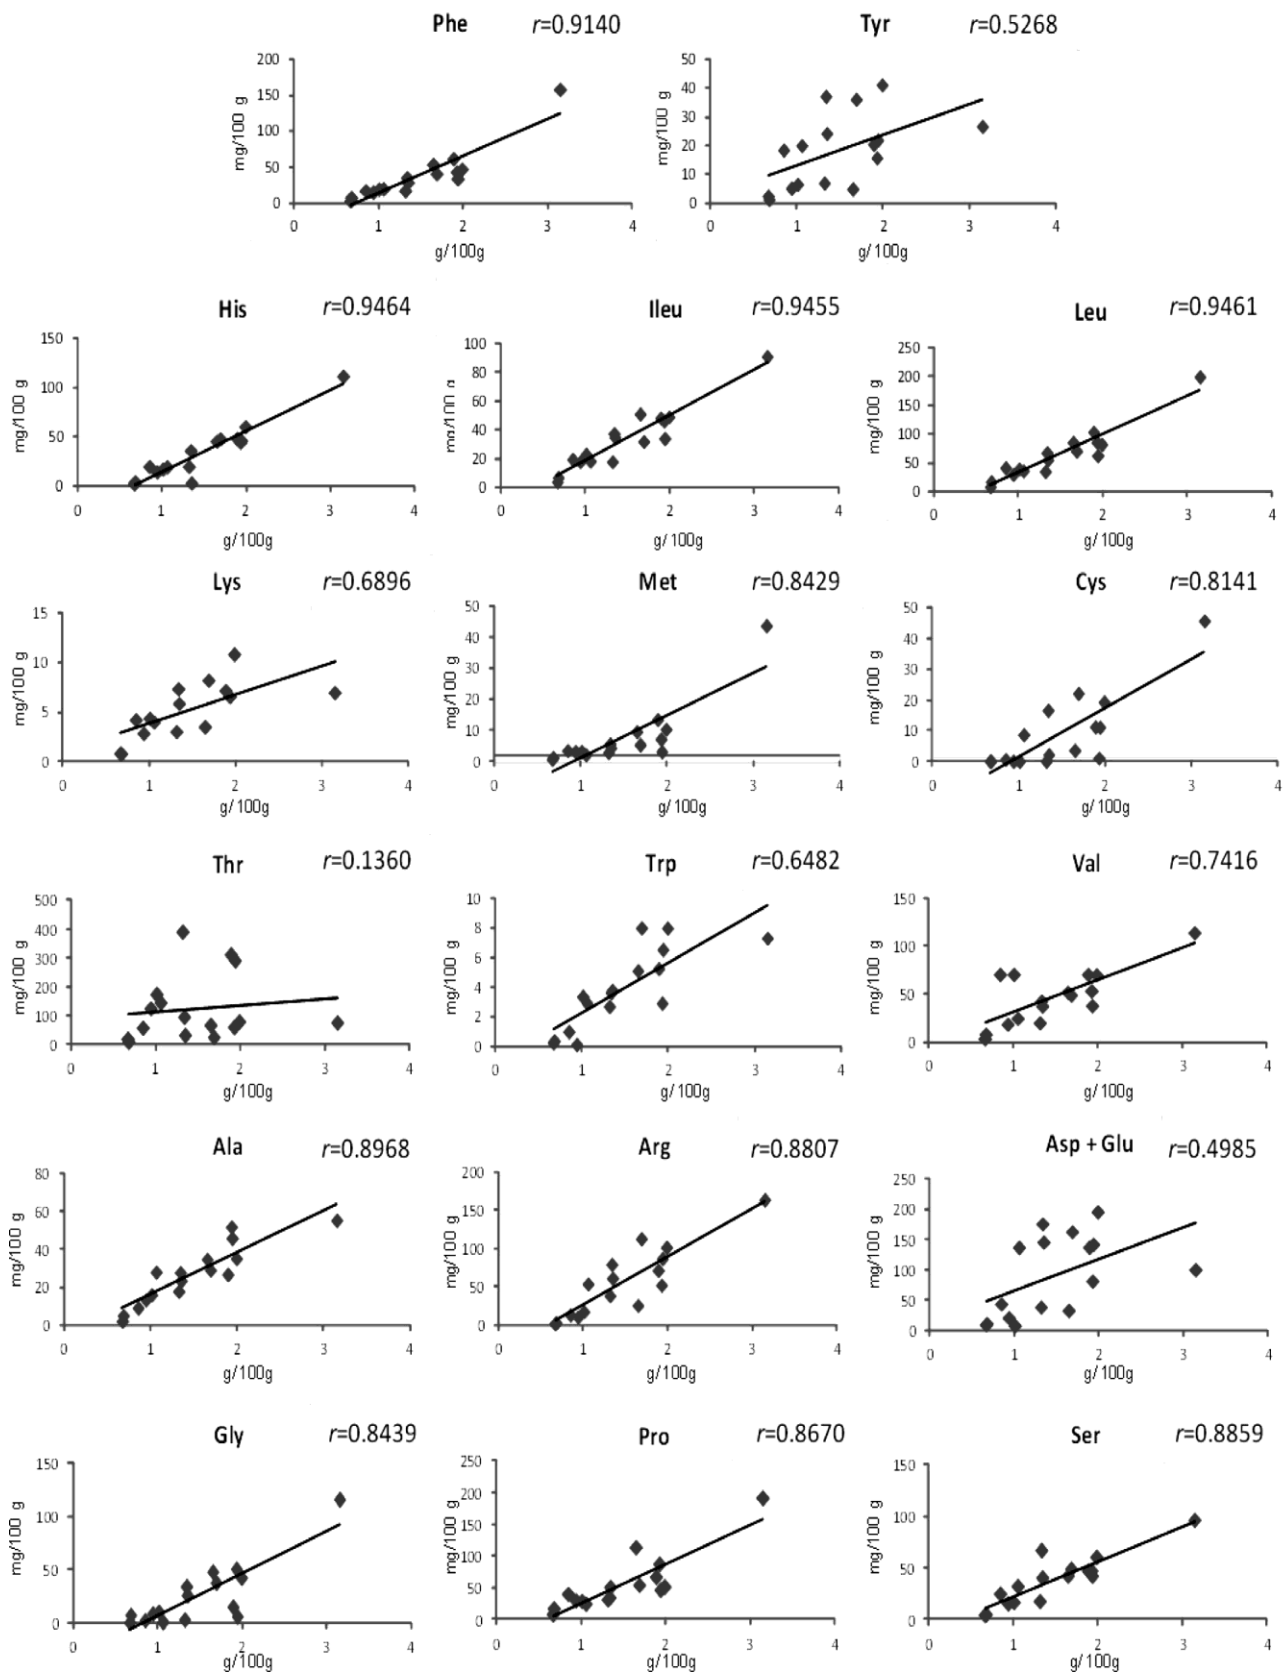 Phe r=0.9140 Tyr r=0.5268
200 50
150 40
100 30
50 20
0 10
0
mg/100 g mg/100 g
0 1 2 3 4 0 1 2 3 4
g/100g g/100g
His r=0.9464 Ileu r=0.9455 Leu r=0.9461
150 100 250
100 80 200
50 60 150
0 40 100
20 50
0 0
mg/100 g mg/100 g mg/100 g
0 1 2 3 4 0 1 2 3 4 0 1 2 3 4
g/100g g/100g g/100g
Lys r=0.6896 Met r=0.8429 Cys r=0.8141
15 50 50
10 40 40
5 30 30
0 20 20
10 10
0 0
mg/100 g mg/100 g mg/100 g
0 1 2 3 4 0 1 2 3 4 0 1 2 3 4
g/100g g/100g g/100g
Thr r=0.1360 Trp r=0.6482 Val r=0.7416
500 10 150
400 8 100
300 6 50
200 4 0
100 2
0 0
mg/100 g mg/100 g mg/100 g
0 1 2 3 4 0 1 2 3 4 0 1 2 3 4
g/100g g/100g g/100g
Ala r=0.8968 Arg r=0.8807 Asp + Glu r=0.4985
80 200 250
60 150 200
40 100 150
20 50 100
0 0 50
0
mg/100 g mg/100 g mg/100 g
0 1 2 3 4 0 1 2 3 4 0 1 2 3 4
g/100g g/100g g/100g
Gly r=0.8439 Pro r=0.8670 Ser r=0.8859
150 250 150
100 200 100
50 150 50
0 100 0
50
0
mg/100 g mg/100 g mg/100 g
0 1 2 3 4 0 1 2 3 4 0 1 2 3 4
g/100g g/100g g/100g